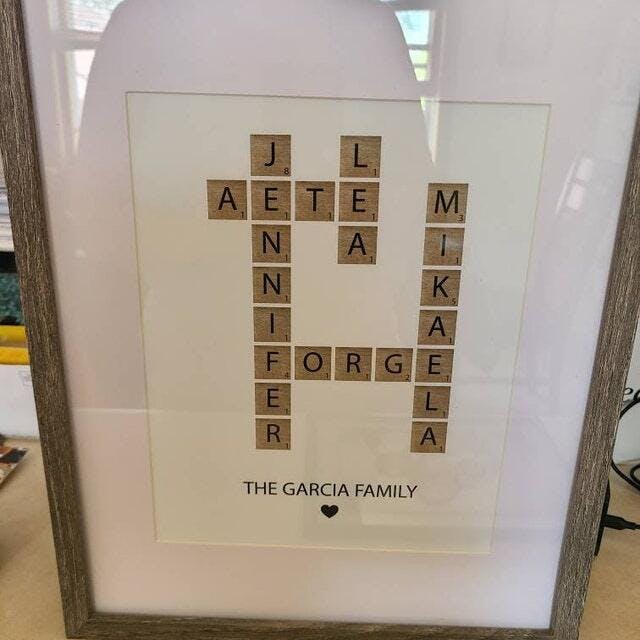 JENNIFER
LEA
AETE
MIKAELA
FORGE
THE GARCIA FAMILY